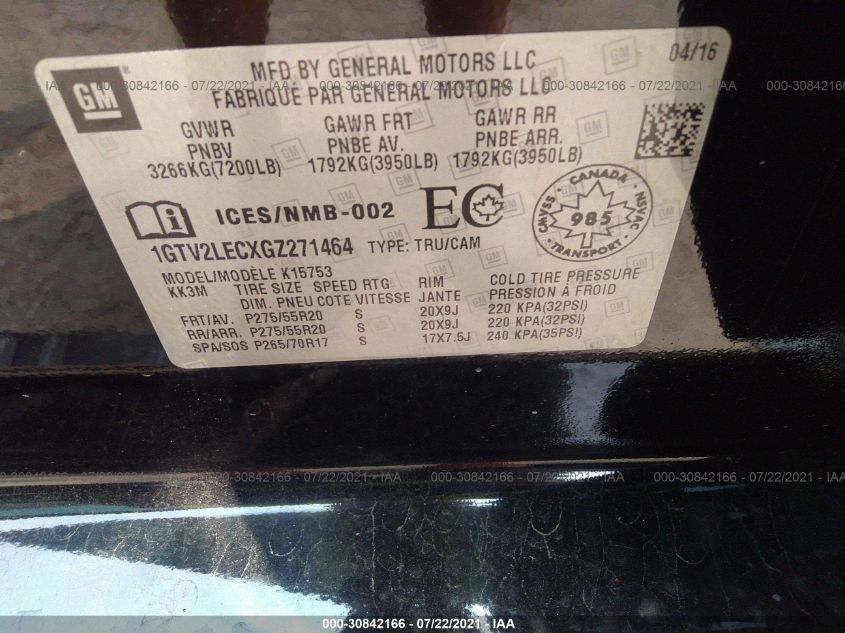 GM
®
MFD BY GENERAL MOTORS LLC
FABRIQUÉ PAR GENERAL MOTORS LLC
04/16
GVWR GAWR FRT GAWR RR
PNBV PNBE AV. PNBE ARR.
3266KG(7200LB) 1792KG(3950LB) 1792KG(3950LB)
ICES/NMB-002 EC
CANADA
CMVSS 985 NSVAC
TRANSPORT
1GTV2LECXGZ271464 TYPE: TRU/CAM
MODEL/MODÈLE K15753
KK3M TIRE SIZE SPEED RTG RIM COLD TIRE PRESSURE
DIM. PNEU COTE VITESSE JANTE PRESSION À FROID
FRT/AV. P275/55R20 S 20X9J 220 KPA(32PSI)
RR/ARR. P275/55R20 S 20X9J 220 KPA(32PSI)
SPA/SOS P265/70R17 S 17X7.5J 240 KPA(35PSI)
000-30842166 - 07/22/2021 - IAA